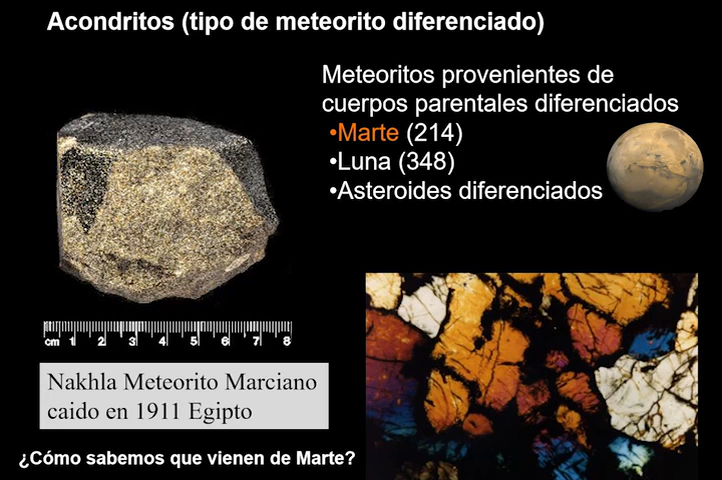 Acondritos (tipo de meteorito diferenciado)
Meteoritos provenientes de
cuerpos parentales diferenciados
•Marte (214)
•Luna (348)
•Asteroides diferenciados
cm 1 2 3 4 5 6 7 8
Nakhla Meteorito Marciano
caido en 1911 Egipto
¿Cómo sabemos que vienen de Marte?